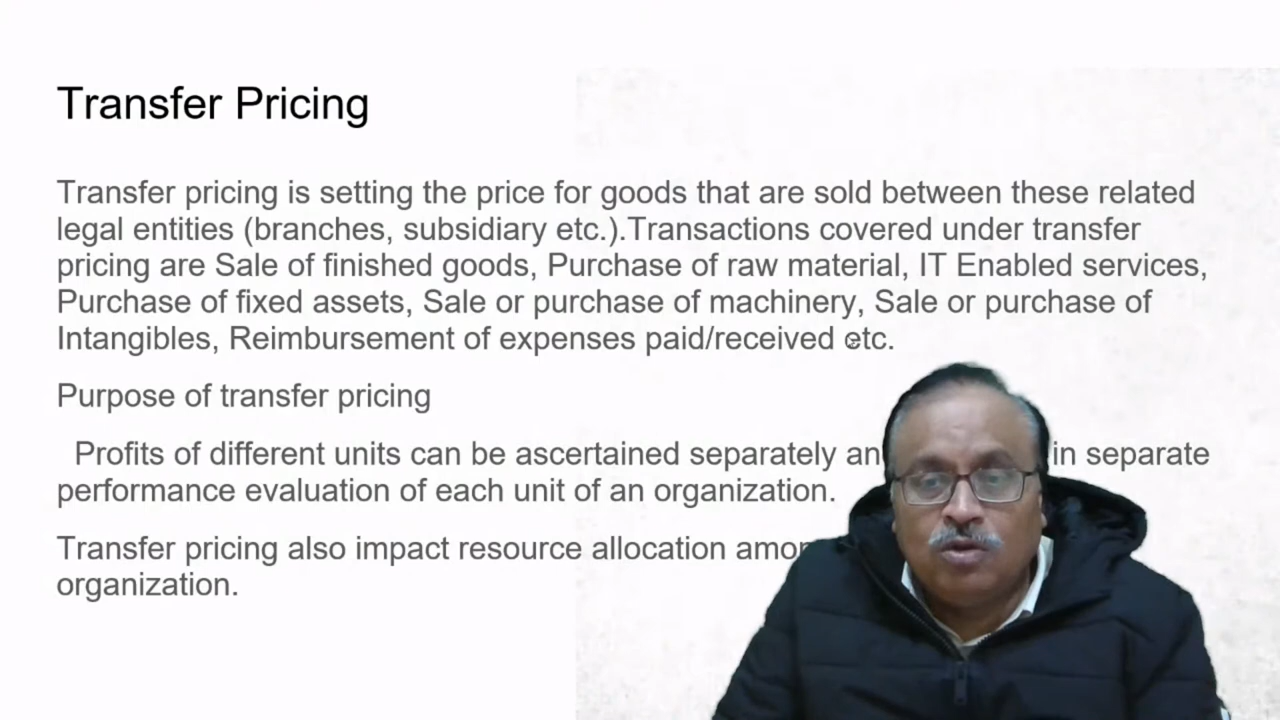 Transfer Pricing
Transfer pricing is setting the price for goods that are sold between these related
legal entities (branches, subsidiary etc.).Transactions covered under transfer
pricing are Sale of finished goods, Purchase of raw material, IT Enabled services,
Purchase of fixed assets, Sale or purchase of machinery, Sale or purchase of
Intangibles, Reimbursement of expenses paid/received etc.
Purpose of transfer pricing
Profits of different units can be ascertained separately in separate
performance evaluation of each unit of an organization.
Transfer pricing also impact resource allocation
organization.